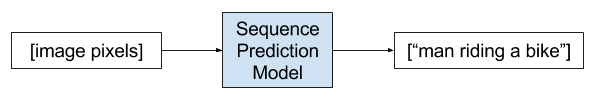 [image pixels]
Sequence
Prediction
Model
[“man riding a bike”]